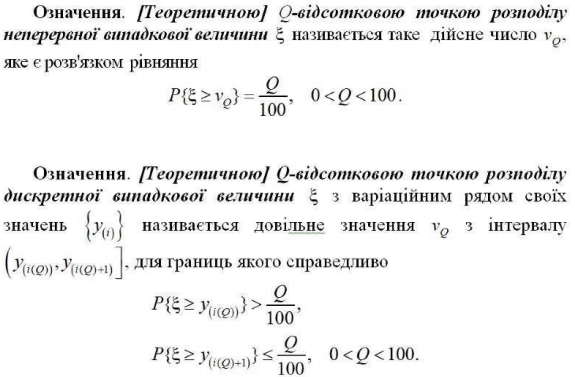 Означення. [Теоретичною] Q-відсотковою точкою розподілу
неперервної випадкової величини ξ називається таке дійсне число v_Q,
яке є розв'язком рівняння
P{ξ ≥ v_Q} = Q/100, 0 < Q < 100.
Означення. [Теоретичною] Q-відсотковою точкою розподілу
дискретної випадкової величини ξ з варіаційним рядом своїх
значень {y_(i)} називається довільне значення v_Q з інтервалу
(y_(i(Q)), y_(i(Q)+1)], для границь якого справедливо
P{ξ ≥ y_(i(Q))} > Q/100,
P{ξ ≥ y_(i(Q)+1)} ≤ Q/100, 0 < Q < 100.